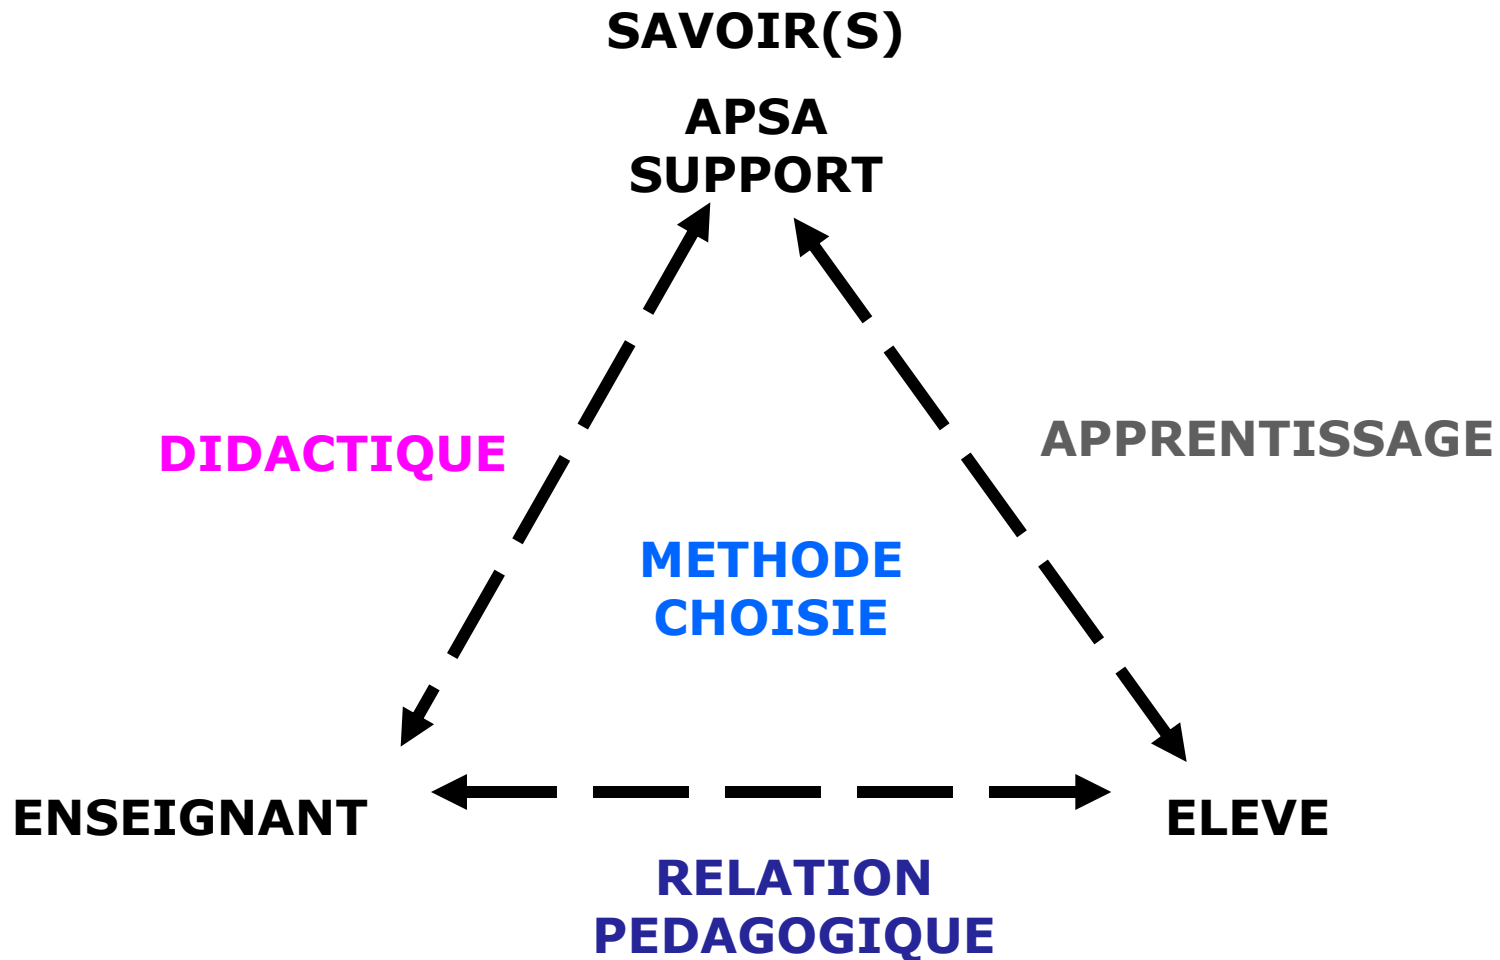 SAVOIR(S)
APSA
SUPPORT
DIDACTIQUE
APPRENTISSAGE
METHODE
CHOISIE
ENSEIGNANT
ELEVE
RELATION
PEDAGOGIQUE